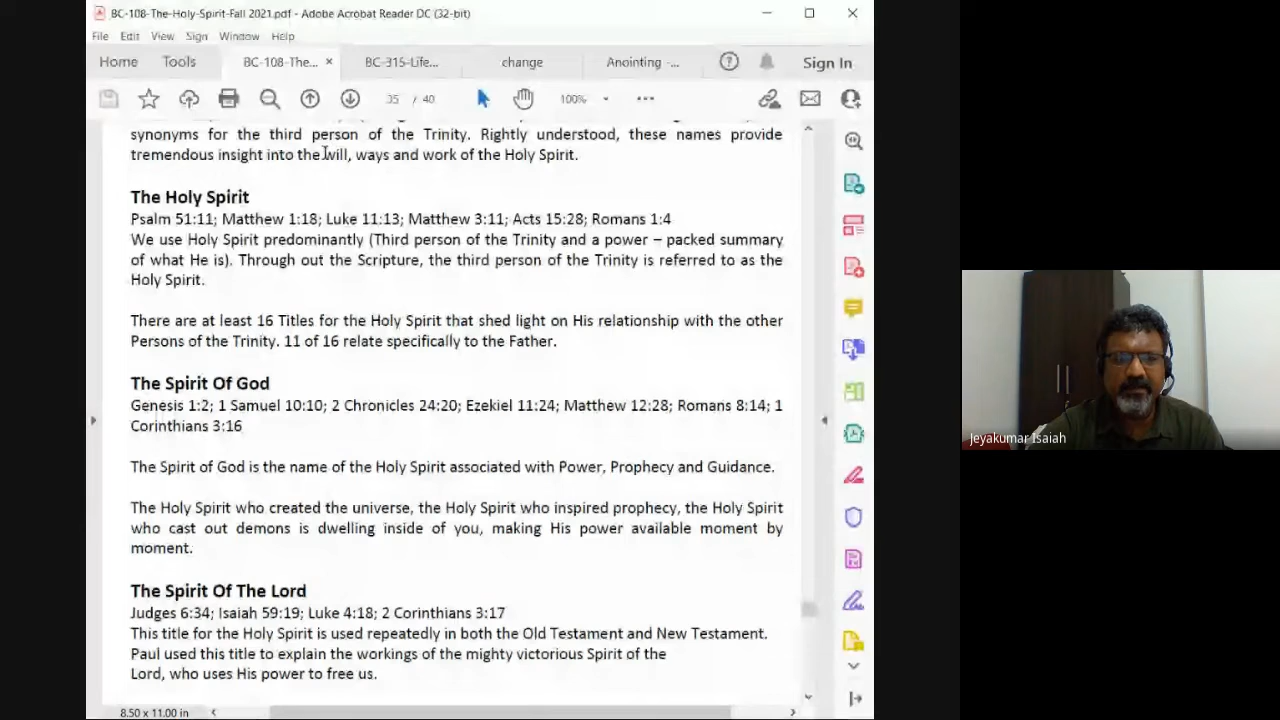 BC-108-The-Holy-Spirit-Fall 2021.pdf - Adobe Acrobat Reader DC (32-bit)
File Edit View Sign Window Help
Home Tools BC-108-The... × BC-315-Life... change Anointing -... Sign In
35 / 40 100%
synonyms for the third person of the Trinity. Rightly understood, these names provide
tremendous insight into the will, ways and work of the Holy Spirit.
The Holy Spirit
Psalm 51:11; Matthew 1:18; Luke 11:13; Matthew 3:11; Acts 15:28; Romans 1:4
We use Holy Spirit predominantly (Third person of the Trinity and a power – packed summary
of what He is). Through out the Scripture, the third person of the Trinity is referred to as the
Holy Spirit.
There are at least 16 Titles for the Holy Spirit that shed light on His relationship with the other
Persons of the Trinity. 11 of 16 relate specifically to the Father.
The Spirit Of God
Genesis 1:2; 1 Samuel 10:10; 2 Chronicles 24:20; Ezekiel 11:24; Matthew 12:28; Romans 8:14; 1
Corinthians 3:16
The Spirit of God is the name of the Holy Spirit associated with Power, Prophecy and Guidance.
The Holy Spirit who created the universe, the Holy Spirit who inspired prophecy, the Holy Spirit
who cast out demons is dwelling inside of you, making His power available moment by
moment.
The Spirit Of The Lord
Judges 6:34; Isaiah 59:19; Luke 4:18; 2 Corinthians 3:17
This title for the Holy Spirit is used repeatedly in both the Old Testament and New Testament.
Paul used this title to explain the workings of the mighty victorious Spirit of the
Lord, who uses His power to free us.
8.50 x 11.00 in
Jeyakumar Isaiah